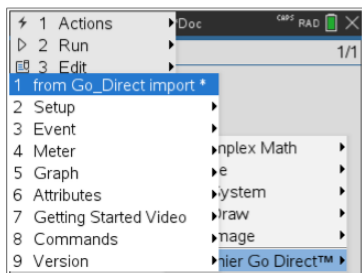 1 Actions
Doc
CAPS RAD
2 Run
1/1
3 Edit
1 from Go_Direct import *
2 Setup
3 Event
4 Meter
5 Graph
6 Attributes
7 Getting Started Video
8 Commands
9 Version
mplex Math
e
ystem
raw
mage
nier Go Direct™